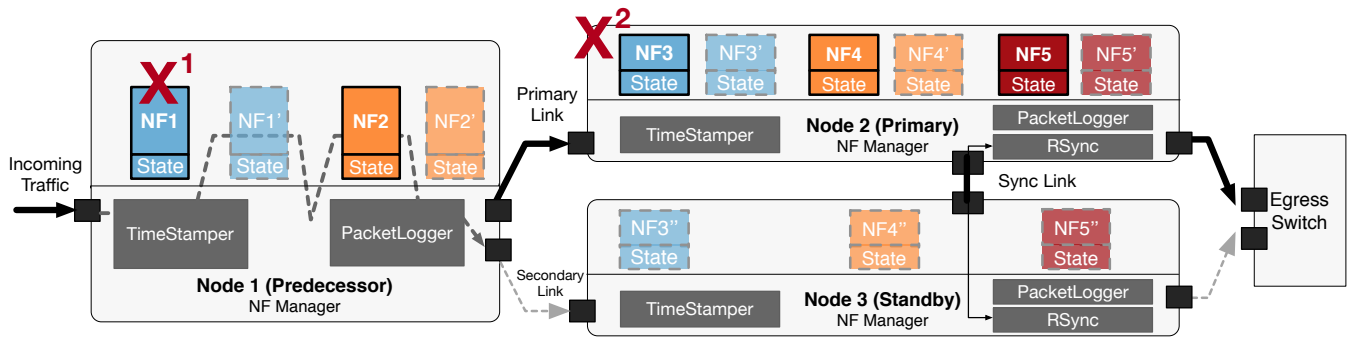 Incoming
Traffic
X1
NF1
State
NF1'
State
NF2
State
NF2'
State
TimeStamper
PacketLogger
Node 1 (Predecessor)
NF Manager
Primary
Link
Secondary
Link
X2
NF3
State
NF3'
State
NF4
State
NF4'
State
NF5
State
NF5'
State
TimeStamper
Node 2 (Primary)
NF Manager
PacketLogger
RSync
Sync Link
NF3''
State
NF4''
State
NF5''
State
TimeStamper
Node 3 (Standby)
NF Manager
PacketLogger
RSync
Egress
Switch